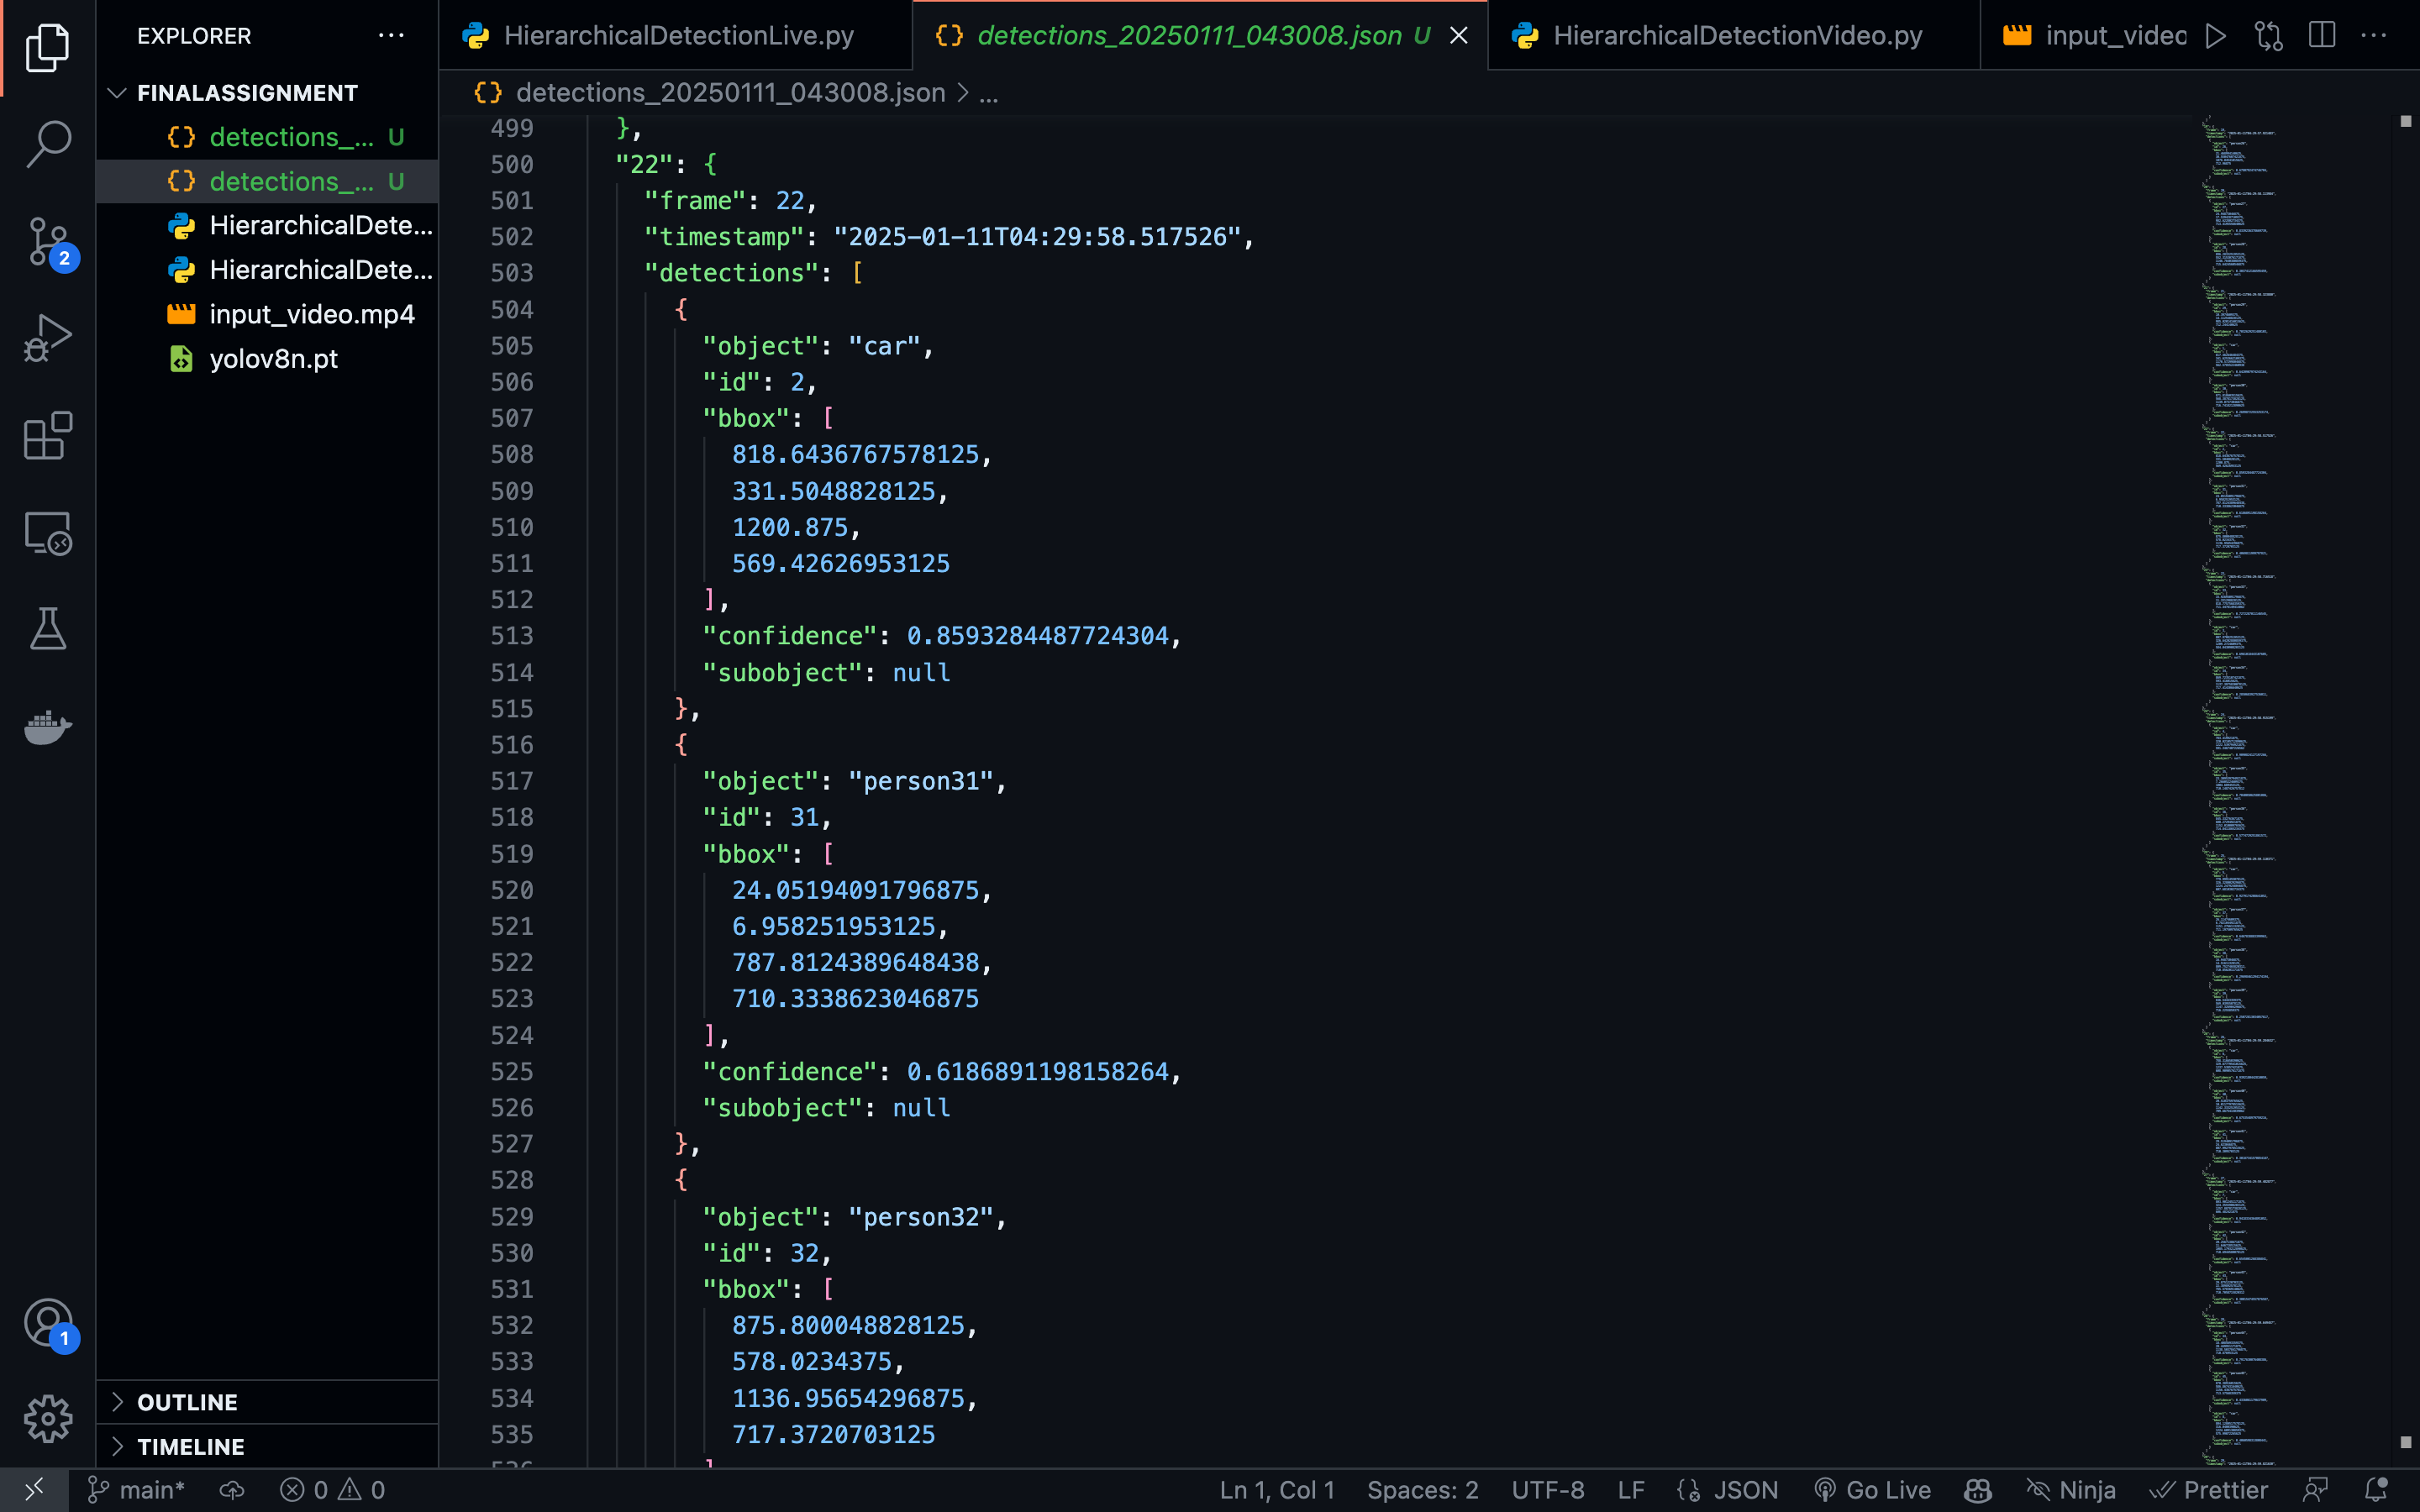 EXPLORER
FINALASSIGNMENT
detections_... U
detections_... U
HierarchicalDete...
HierarchicalDete...
input_video.mp4
yolov8n.pt
2
1
OUTLINE
TIMELINE
HierarchicalDetectionLive.py
detections_20250111_043008.json U
HierarchicalDetectionVideo.py
input_videc
detections_20250111_043008.json > ...
499 },
500 "22": {
501 "frame": 22,
502 "timestamp": "2025-01-11T04:29:58.517526",
503 "detections": [
504 {
505 "object": "car",
506 "id": 2,
507 "bbox": [
508 818.6436767578125,
509 331.5048828125,
510 1200.875,
511 569.42626953125
512 ],
513 "confidence": 0.8593284487724304,
514 "subobject": null
515 },
516 {
517 "object": "person31",
518 "id": 31,
519 "bbox": [
520 24.05194091796875,
521 6.958251953125,
522 787.8124389648438,
523 710.3338623046875
524 ],
525 "confidence": 0.6186891198158264,
526 "subobject": null
527 },
528 {
529 "object": "person32",
530 "id": 32,
531 "bbox": [
532 875.800048828125,
533 578.0234375,
534 1136.95654296875,
535 717.3720703125
main* 0 0 Ln 1, Col 1 Spaces: 2 UTF-8 LF JSON Go Live Ninja Prettier